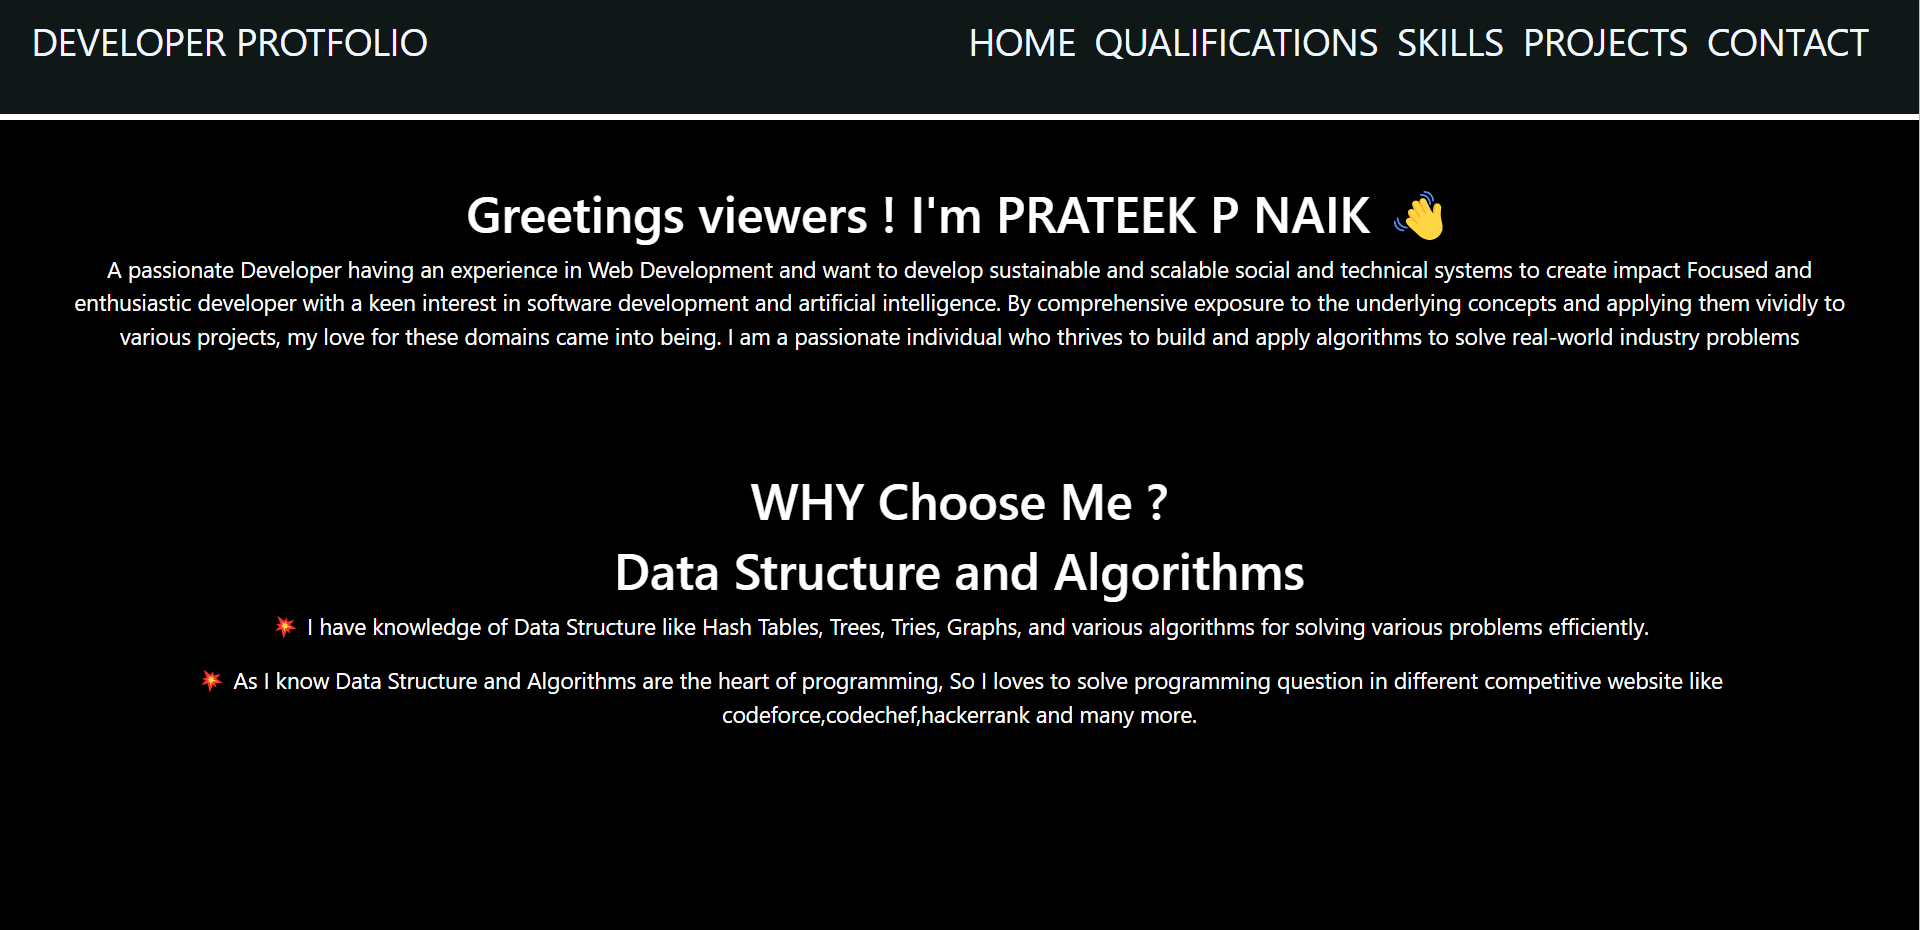 DEVELOPER PROTFOLIO
HOME QUALIFICATIONS SKILLS PROJECTS CONTACT
Greetings viewers ! I'm PRATEEK P NAIK 👋
A passionate Developer having an experience in Web Development and want to develop sustainable and scalable social and technical systems to create impact Focused and
enthusiastic developer with a keen interest in software development and artificial intelligence. By comprehensive exposure to the underlying concepts and applying them vividly to
various projects, my love for these domains came into being. I am a passionate individual who thrives to build and apply algorithms to solve real-world industry problems
WHY Choose Me ?
Data Structure and Algorithms
💥 I have knowledge of Data Structure like Hash Tables, Trees, Tries, Graphs, and various algorithms for solving various problems efficiently.
💥 As I know Data Structure and Algorithms are the heart of programming, So I loves to solve programming question in different competitive website like
codeforce,codechef,hackerrank and many more.